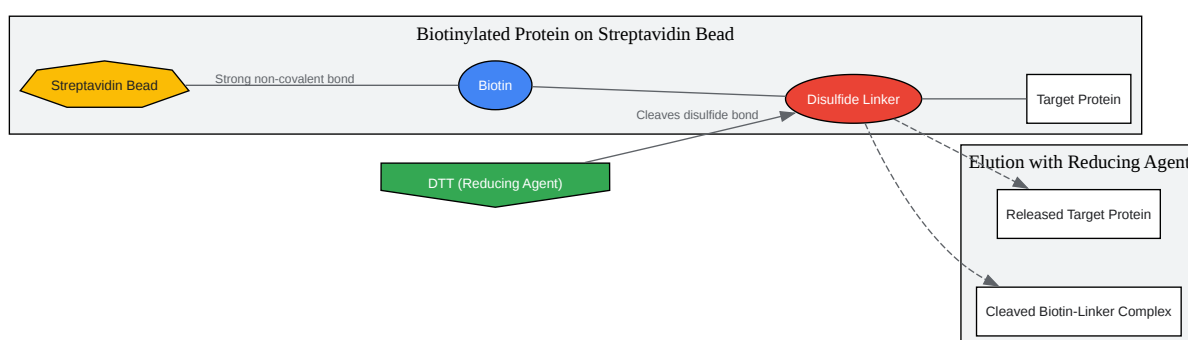 Biotinylated Protein on Streptavidin Bead
Streptavidin Bead
Strong non-covalent bond
Biotin
Disulfide Linker
Target Protein
Cleaves disulfide bond
DTT (Reducing Agent)
Elution with Reducing Agent
Released Target Protein
Cleaved Biotin-Linker Complex